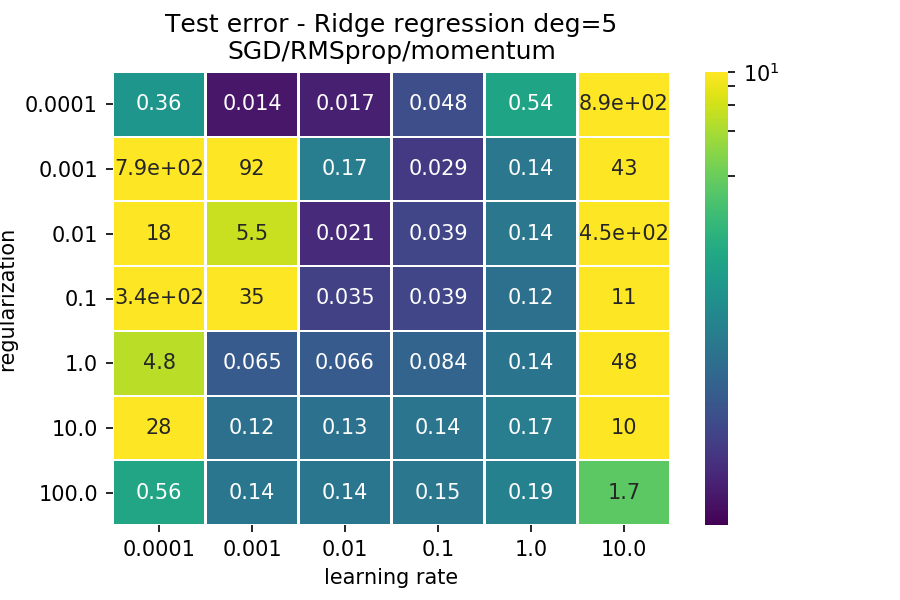 Test error - Ridge regression deg=5
SGD/RMSprop/momentum
0.0001 0.36 0.014 0.017 0.048 0.54 8.9e+02
0.001 7.9e+02 92 0.17 0.029 0.14 43
0.01 18 5.5 0.021 0.039 0.14 4.5e+02
0.1 3.4e+02 35 0.035 0.039 0.12 11
1.0 4.8 0.065 0.066 0.084 0.14 48
10.0 28 0.12 0.13 0.14 0.17 10
100.0 0.56 0.14 0.14 0.15 0.19 1.7
0.0001 0.001 0.01 0.1 1.0 10.0
learning rate
regularization
10¹